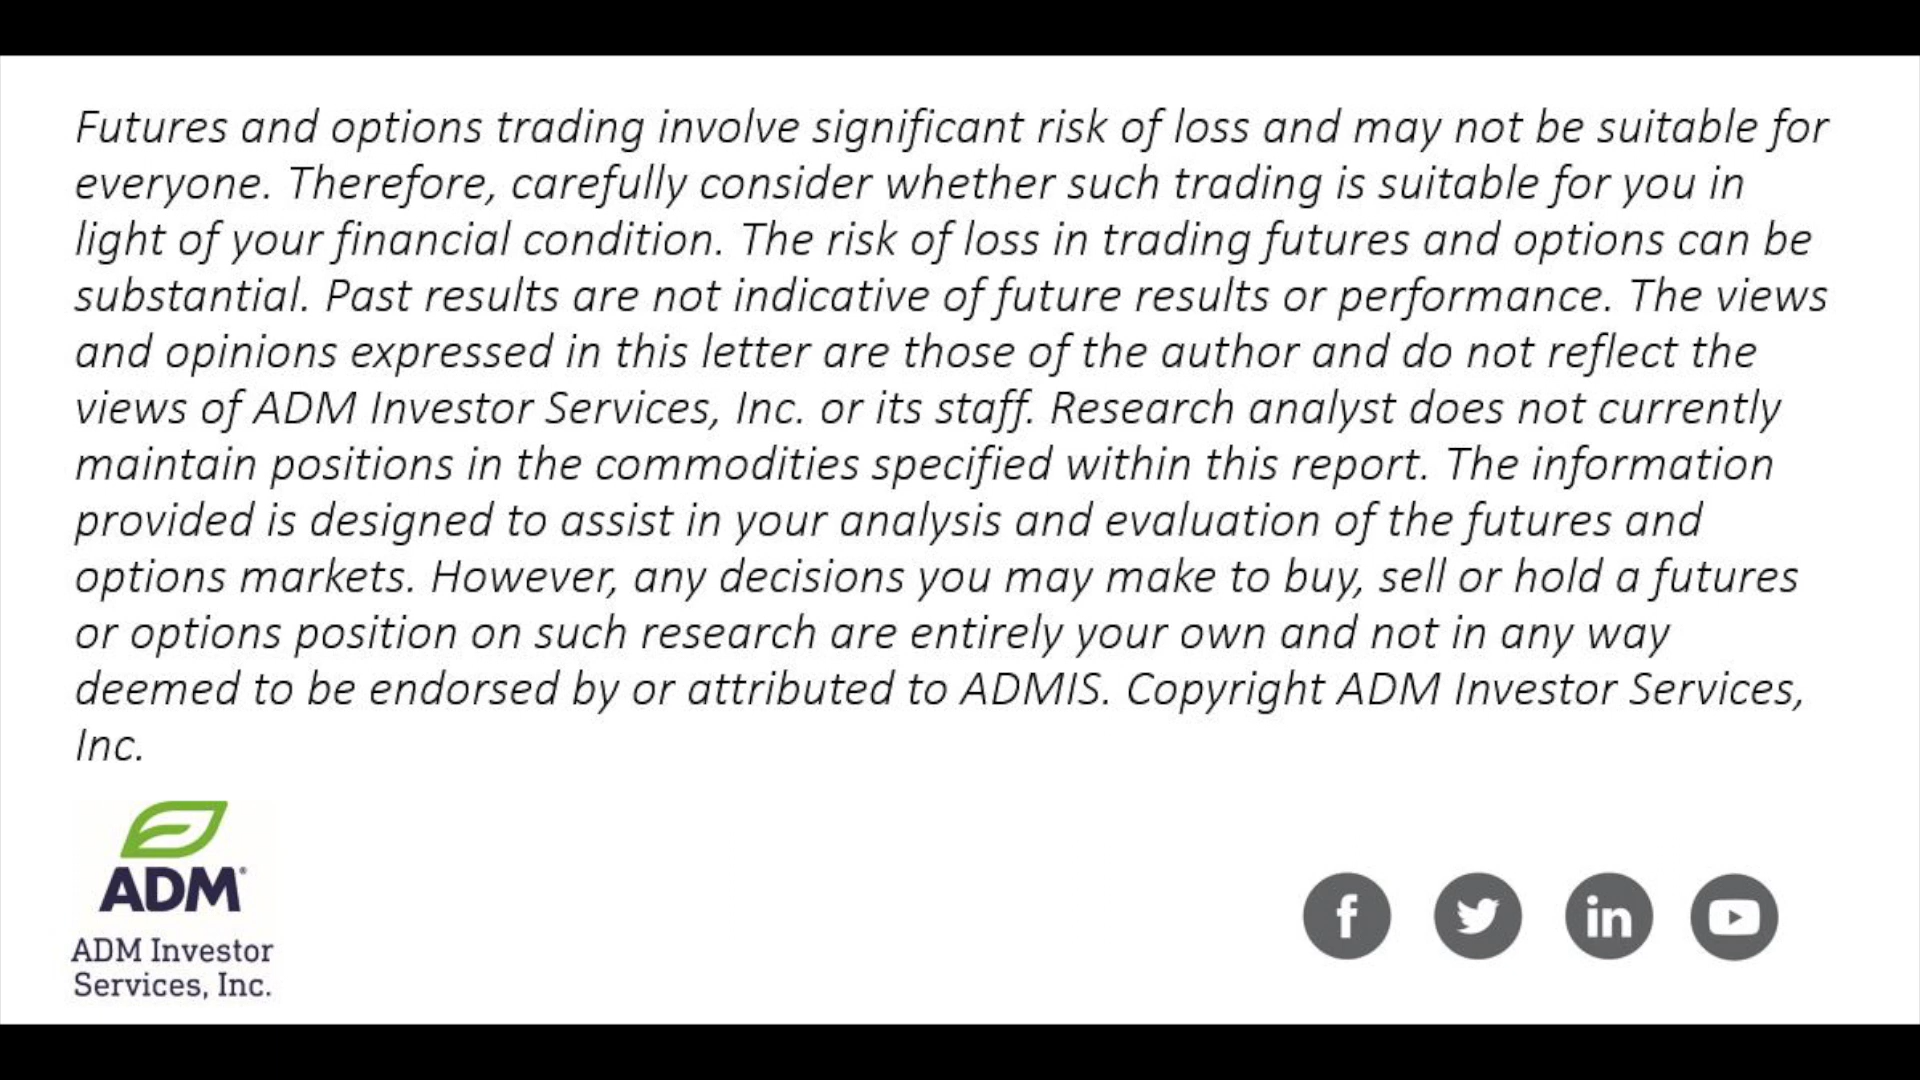 Futures and options trading involve significant risk of loss and may not be suitable for
everyone. Therefore, carefully consider whether such trading is suitable for you in
light of your financial condition. The risk of loss in trading futures and options can be
substantial. Past results are not indicative of future results or performance. The views
and opinions expressed in this letter are those of the author and do not reflect the
views of ADM Investor Services, Inc. or its staff. Research analyst does not currently
maintain positions in the commodities specified within this report. The information
provided is designed to assist in your analysis and evaluation of the futures and
options markets. However, any decisions you may make to buy, sell or hold a futures
or options position on such research are entirely your own and not in any way
deemed to be endorsed by or attributed to ADMIS. Copyright ADM Investor Services,
Inc.
ADM®
ADM Investor
Services, Inc.
f in